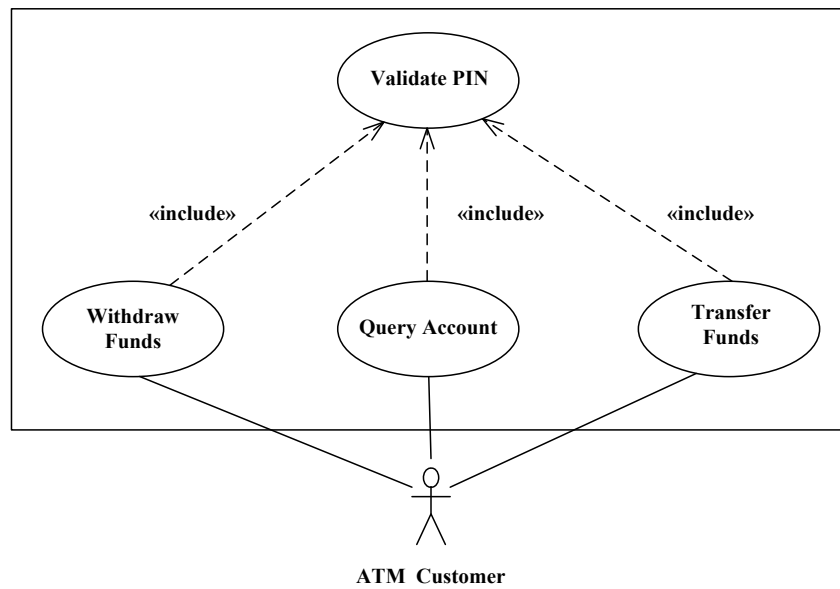 Validate PIN
«include»
«include»
«include»
Withdraw
Funds
Query Account
Transfer
Funds
ATM Customer